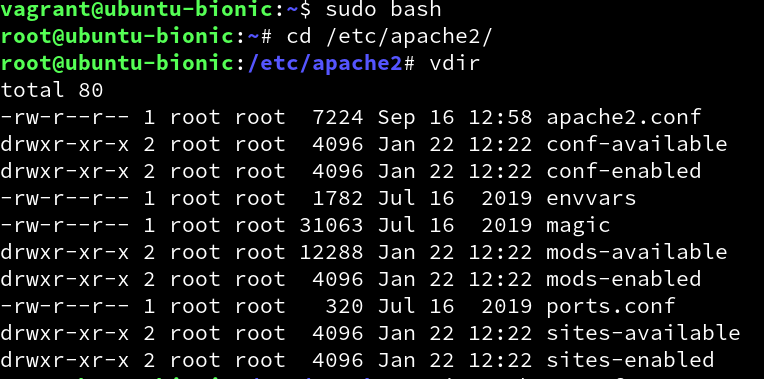 vagrant@ubuntu-bionic:~$ sudo bash
root@ubuntu-bionic:~# cd /etc/apache2/
root@ubuntu-bionic:/etc/apache2# vdir
total 80
-rw-r--r-- 1 root root  7224 Sep 16 12:58 apache2.conf
drwxr-xr-x 2 root root  4096 Jan 22 12:22 conf-available
drwxr-xr-x 2 root root  4096 Jan 22 12:22 conf-enabled
-rw-r--r-- 1 root root  1782 Jul 16  2019 envvars
-rw-r--r-- 1 root root 31063 Jul 16  2019 magic
drwxr-xr-x 2 root root 12288 Jan 22 12:22 mods-available
drwxr-xr-x 2 root root  4096 Jan 22 12:22 mods-enabled
-rw-r--r-- 1 root root   320 Jul 16  2019 ports.conf
drwxr-xr-x 2 root root  4096 Jan 22 12:22 sites-available
drwxr-xr-x 2 root root  4096 Jan 22 12:22 sites-enabled